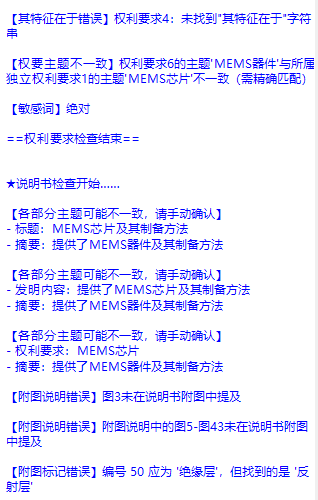 【其特征在于错误】权利要求4：未找到"其特征在于"字符
串
【权要主题不一致】权利要求6的主题'MEMS器件'与所属
独立权利要求1的主题'MEMS芯片'不一致（需精确匹配）
【敏感词】绝对
==权利要求检查结束==
★说明书检查开始......
【各部分主题可能不一致，请手动确认】
- 标题：MEMS芯片及其制备方法
- 摘要：提供了MEMS器件及其制备方法
【各部分主题可能不一致，请手动确认】
- 发明内容：提供了MEMS芯片及其制备方法
- 摘要：提供了MEMS器件及其制备方法
【各部分主题可能不一致，请手动确认】
- 权利要求：MEMS芯片
- 摘要：提供了MEMS器件及其制备方法
【附图说明错误】图3未在说明书附图中提及
【附图说明错误】附图说明中的图5-图43未在说明书附图
中提及
【附图标记错误】编号 50 应为 '绝缘层'，但找到的是 '反
射层'